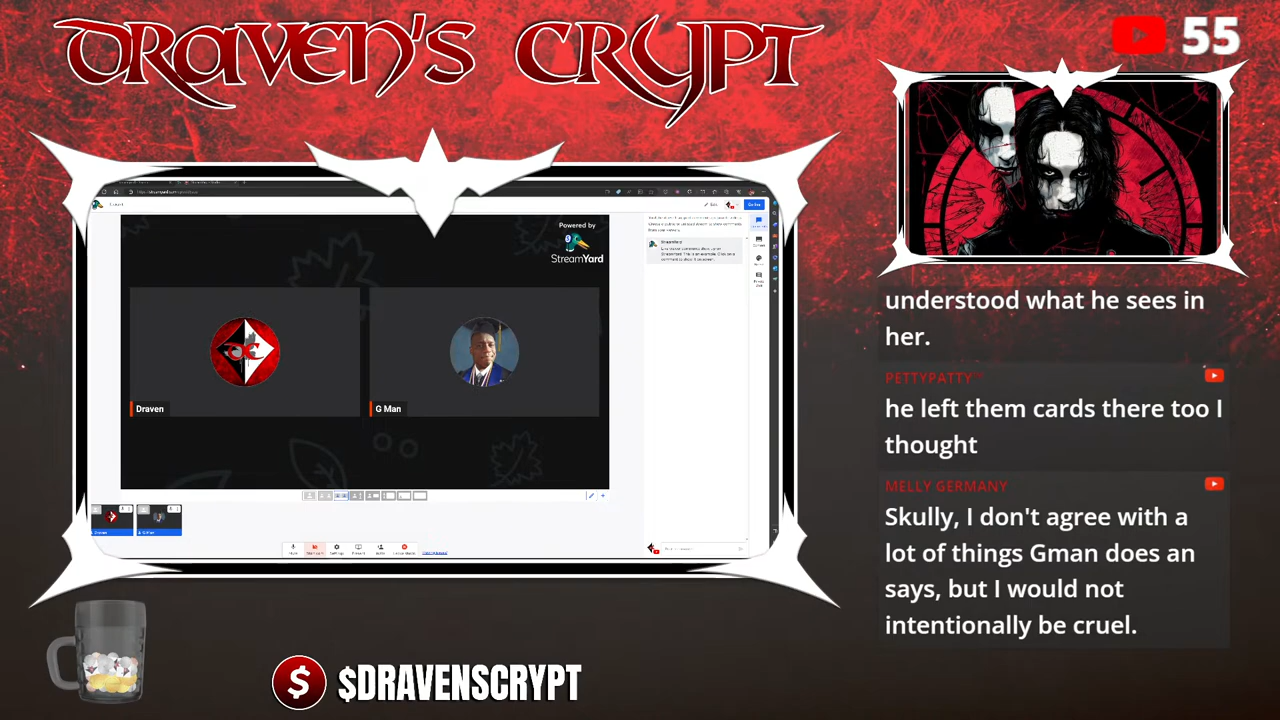 DRAVEN'S CRYPT
55
Powered by
StreamYard
Draven
G Man
understood what he sees in
her.
PETTYPATTY
he left them cards there too I
thought
MELLY GERMANY
Skully, I don't agree with a
lot of things Gman does an
says, but I would not
intentionally be cruel.
$ $DRAVENSCRYPT